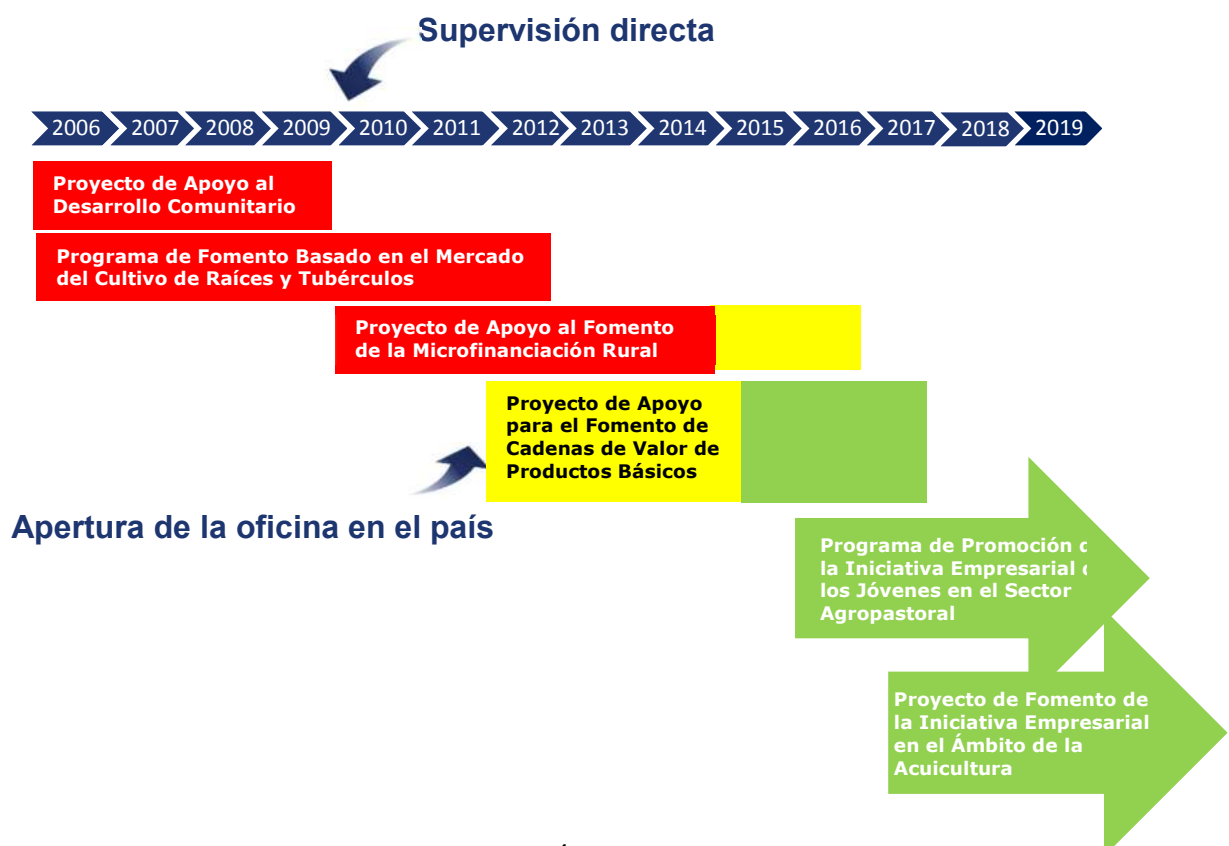 Supervisión directa
2006 2007 2008 2009 2010 2011 2012 2013 2014 2015 2016 2017 2018 2019
Proyecto de Apoyo al
Desarrollo Comunitario
Programa de Fomento Basado en el Mercado
del Cultivo de Raíces y Tubérculos
Proyecto de Apoyo al Fomento
de la Microfinanciación Rural
Proyecto de Apoyo
para el Fomento de
Cadenas de Valor de
Productos Básicos
Apertura de la oficina en el país
Programa de Promoción
la Iniciativa Empresarial
los Jóvenes en el Sector
Agropastoral
Proyecto de Fomento de
la Iniciativa Empresarial
en el Ámbito de la
Acuicultura